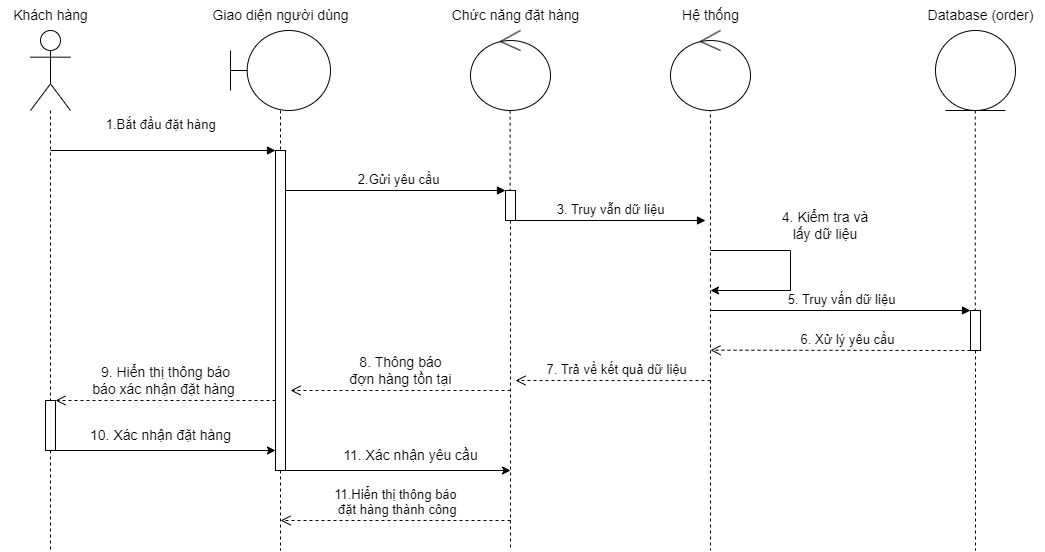 Khách hàng
Giao diện người dùng
Chức năng đặt hàng
Hệ thống
Database (order)
1.Bắt đầu đặt hàng
2.Gửi yêu cầu
3. Truy vẫn dữ liệu
4. Kiểm tra và
lấy dữ liệu
5. Truy vấn dữ liệu
6. Xử lý yêu cầu
7. Trả về kết quả dữ liệu
8. Thông báo
đợn hàng tồn tại
9. Hiển thị thông báo
báo xác nhận đặt hàng
10. Xác nhận đặt hàng
11. Xác nhận yêu cầu
11.Hiển thị thông báo
đặt hàng thành công